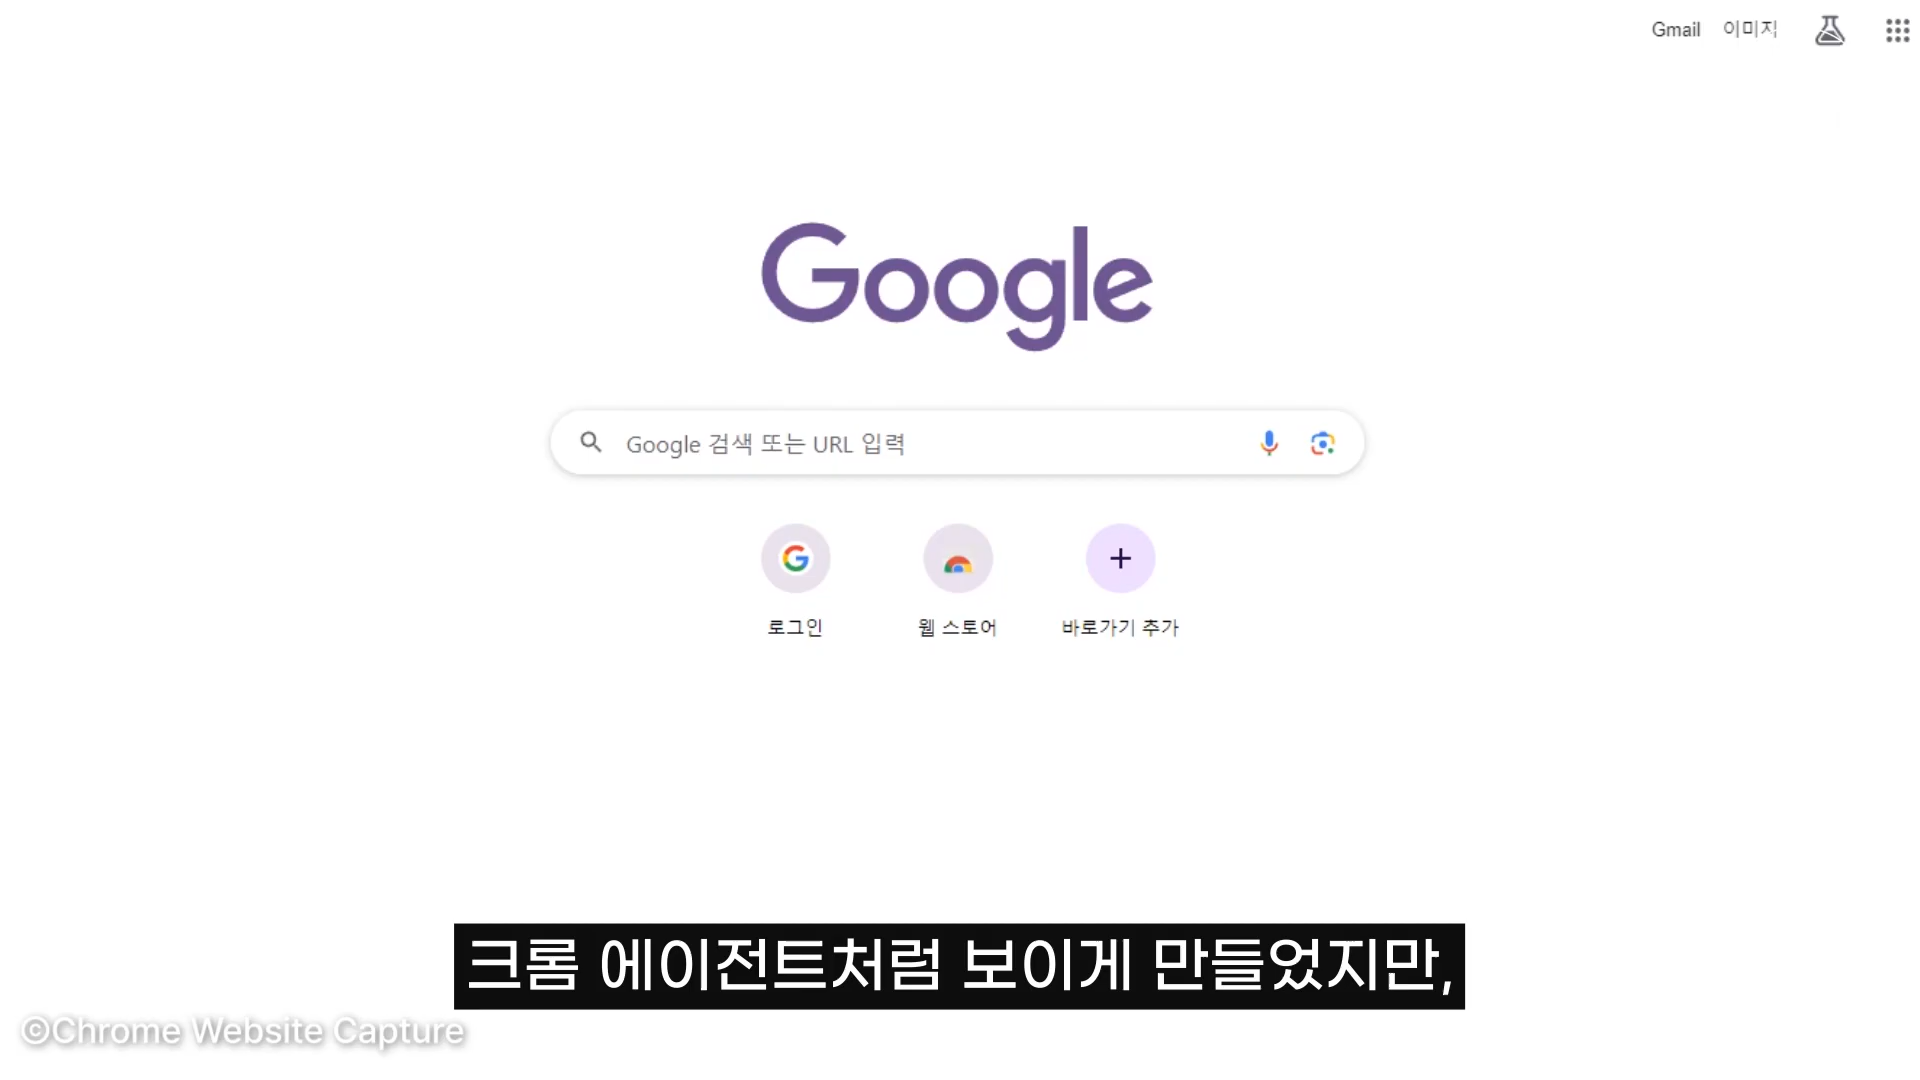 Gmail 이미지
Google
Google 검색 또는 URL 입력
로그인 웹 스토어 바로가기 추가
크롬 에이전트처럼 보이게 만들었지만,
©Chrome Website Capture